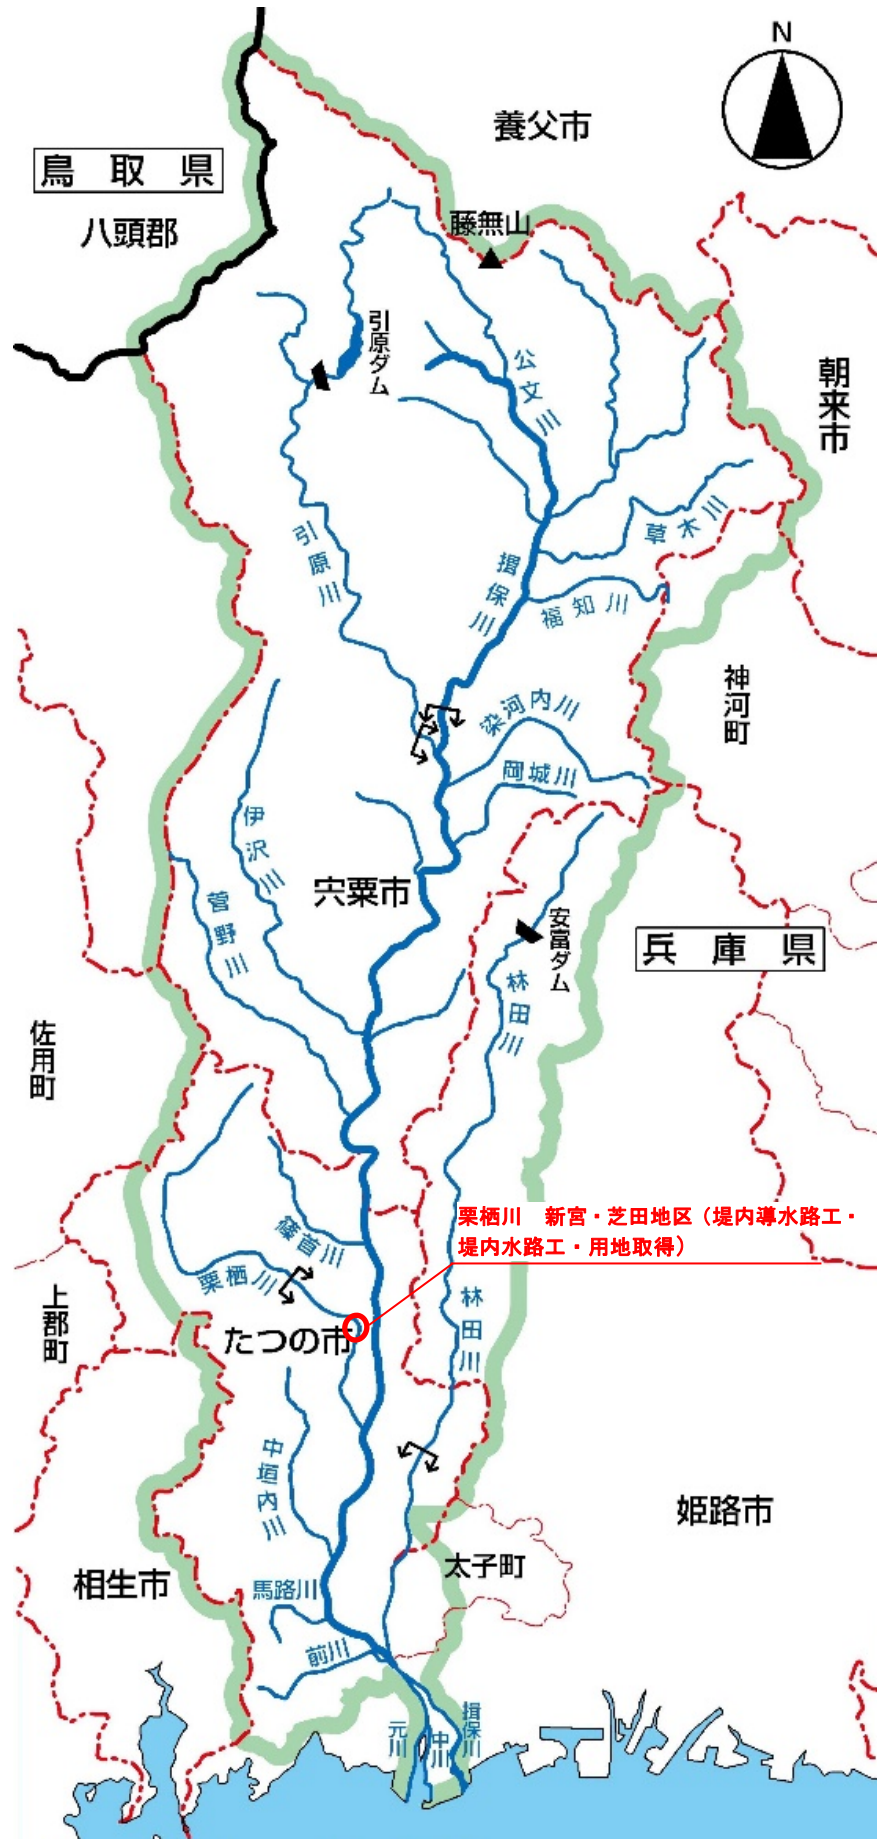 N
養父市
鳥取県
八頭郡
藤無山
引原ダム
公文川
朝来市
引原川
草木川
揖保川
福知川
神河町
染河内川
岡城川
伊沢川
宍粟市
菅野川
安富ダム
兵庫県
林田川
佐用町
栗栖川　新宮・芝田地区（堤内導水路工・
堤内水路工・用地取得）
篠首川
栗栖川
上郡町
林田川
たつの市
中垣内川
姫路市
太子町
相生市
馬路川
前川
元川
中川
揖保川